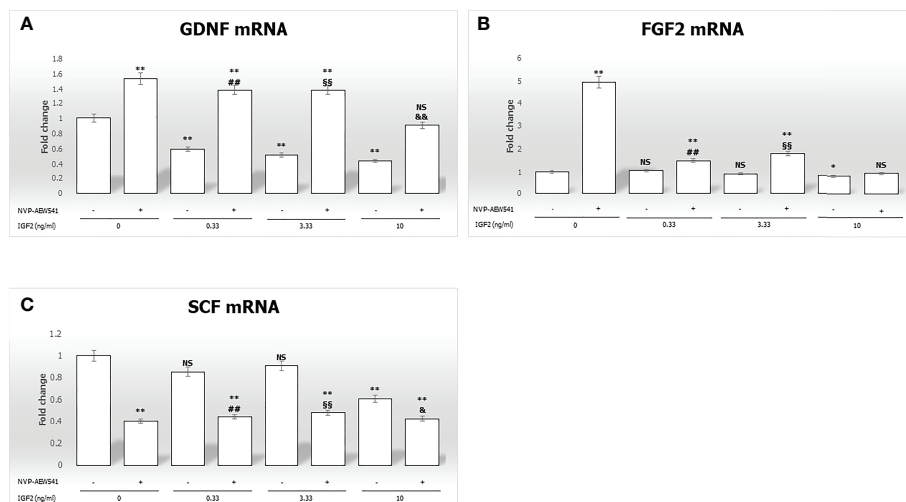 A
GDNF mRNA
Fold change
1.8
1.6
1.4
1.2
1
0.8
0.6
0.4
0.2
0
**
**
**
##
**
**
§§
**
NS
&&
NVP-AEW541 - + - + - + - +
IGF2 (ng/ml) 0 0.33 3.33 10
B
FGF2 mRNA
Fold change
6
5
4
3
2
1
0
**
NS
**
##
NS
**
§§
*
NS
NVP-AEW541 - + - + - + - +
IGF2 (ng/ml) 0 0.33 3.33 10
C
SCF mRNA
Fold change
1.2
1
0.8
0.6
0.4
0.2
0
**
NS
**
##
NS
**
§§
**
**
&
NVP-AEW541 - + - + - + - +
IGF2 (ng/ml) 0 0.33 3.33 10